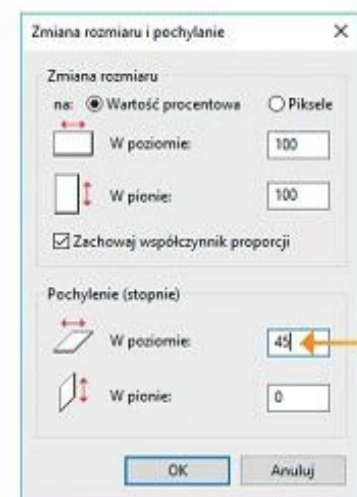 Zmiana rozmiaru i pochylanie
Zmiana rozmiaru
na: Wartość procentowa Piksele
W poziomie: 100
W pionie: 100
Zachowaj współczynnik proporcji
Pochylenie (stopnie)
W poziomie: 45
W pionie: 0
OK Anuluj